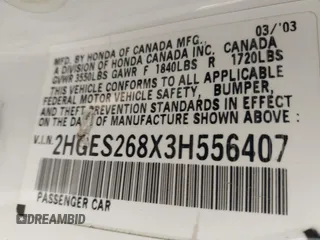 03/'03
MFD. BY HONDA OF CANADA MFG.,
A DIVISION OF HONDA CANADA INC. CANADA
GVWR 3550LBS GAWR F 1840LBS R 1720LBS
THIS VEHICLE CONFORMS TO ALL APPLICABLE
FEDERAL MOTOR VEHICLE SAFETY, BUMPER,
AND THEFT PREVENTION STANDARDS IN EFFECT
ON THE DATE OF MANUFACTURE SHOWN ABOVE.
V.I.N. 2HGES268X3H556407
PASSENGER CAR
DREAMBID